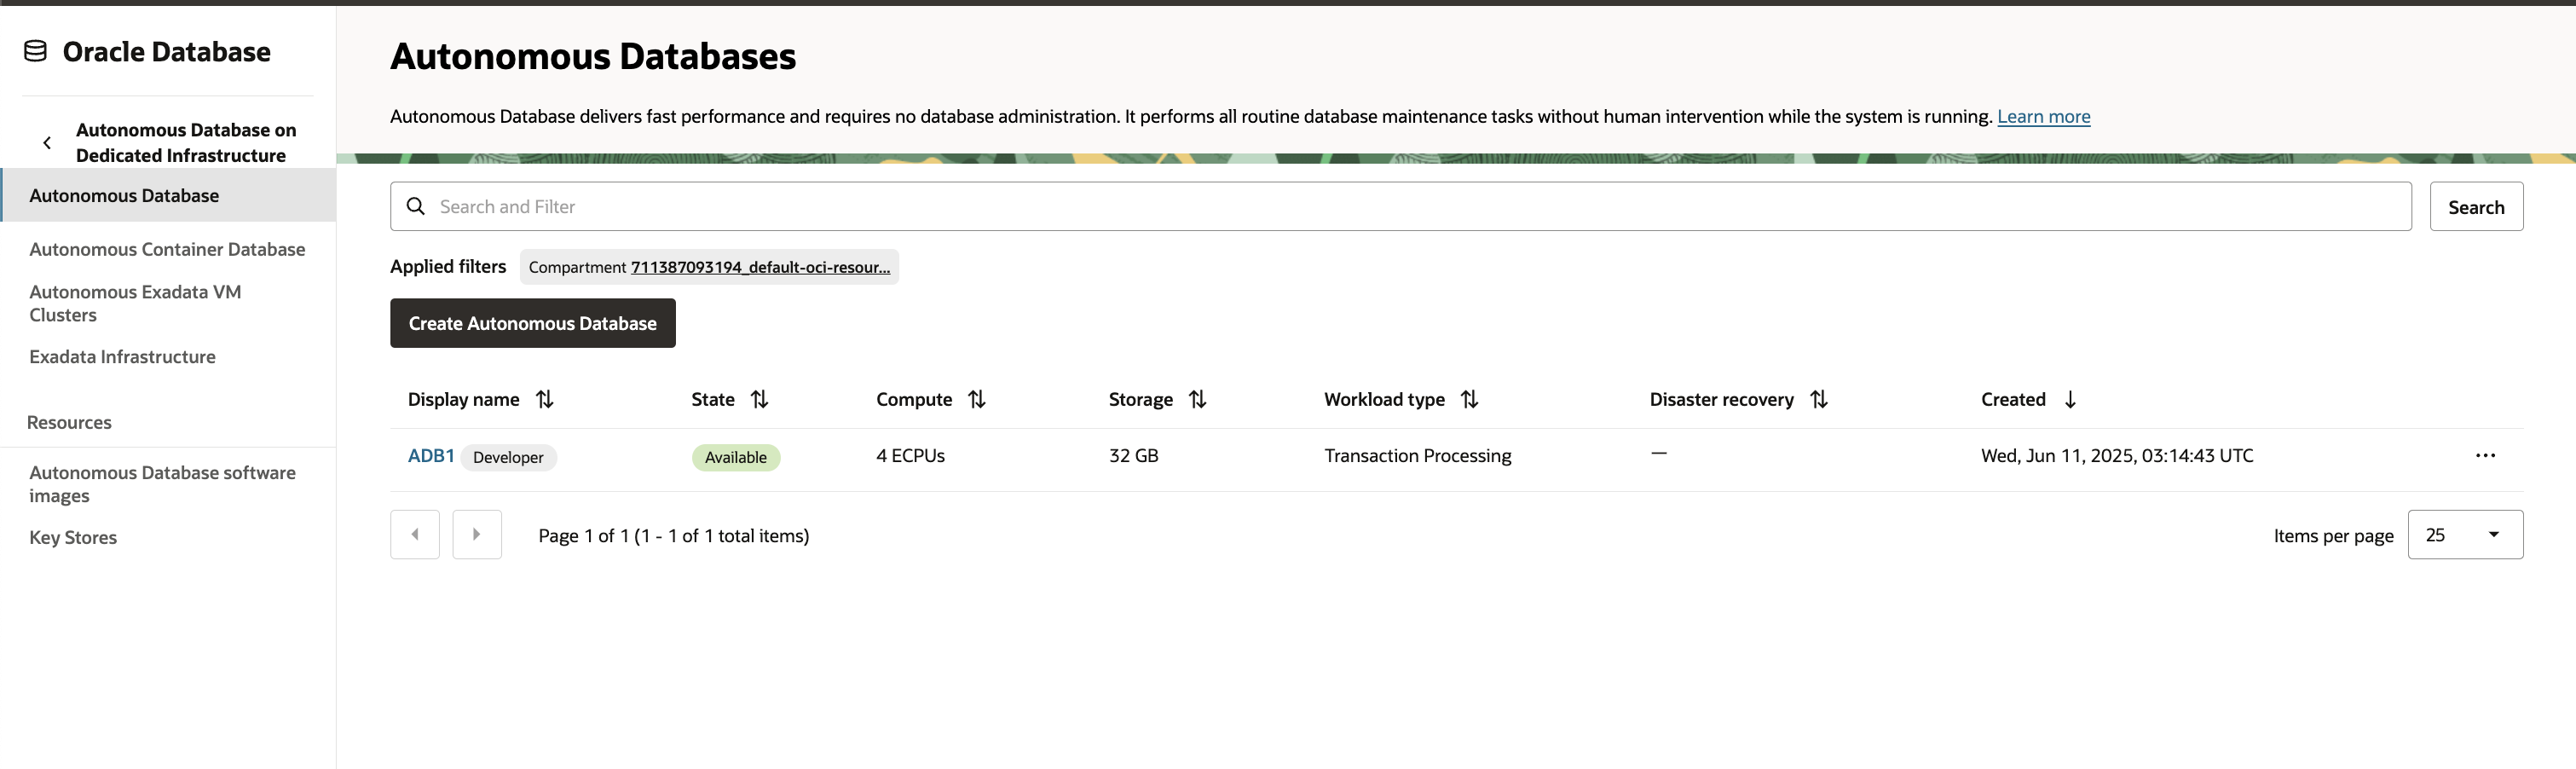 Oracle Database
Autonomous Database on
Dedicated Infrastructure
Autonomous Database
Autonomous Container Database
Autonomous Exadata VM
Clusters
Exadata Infrastructure
Resources
Autonomous Database software
images
Key Stores
Autonomous Databases
Autonomous Database delivers fast performance and requires no database administration. It performs all routine database maintenance tasks without human intervention while the system is running. Learn more
Search and Filter
Search
Applied filters Compartment 711387093194_default-oci-resour...
Create Autonomous Database
Display name State Compute Storage Workload type Disaster recovery Created
ADB1 Developer Available 4 ECPUs 32 GB Transaction Processing — Wed, Jun 11, 2025, 03:14:43 UTC
Page 1 of 1 (1 - 1 of 1 total items)
Items per page 25